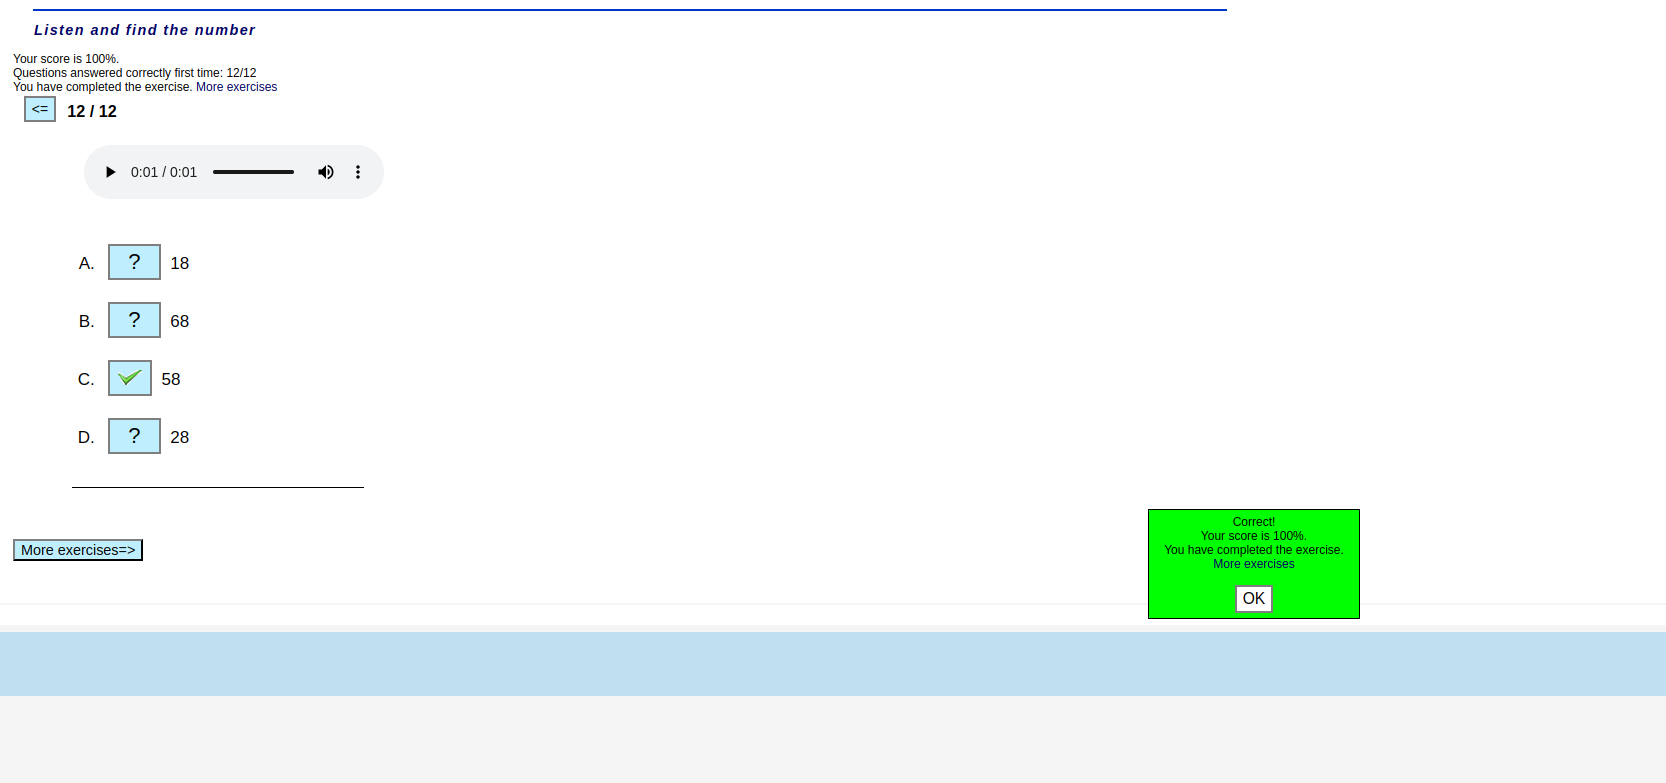 Listen and find the number
Your score is 100%.
Questions answered correctly first time: 12/12
You have completed the exercise. More exercises
<= 12 / 12
0:01 / 0:01
A. ? 18
B. ? 68
C. 58
D. ? 28
More exercises=>
Correct!
Your score is 100%.
You have completed the exercise.
More exercises
OK